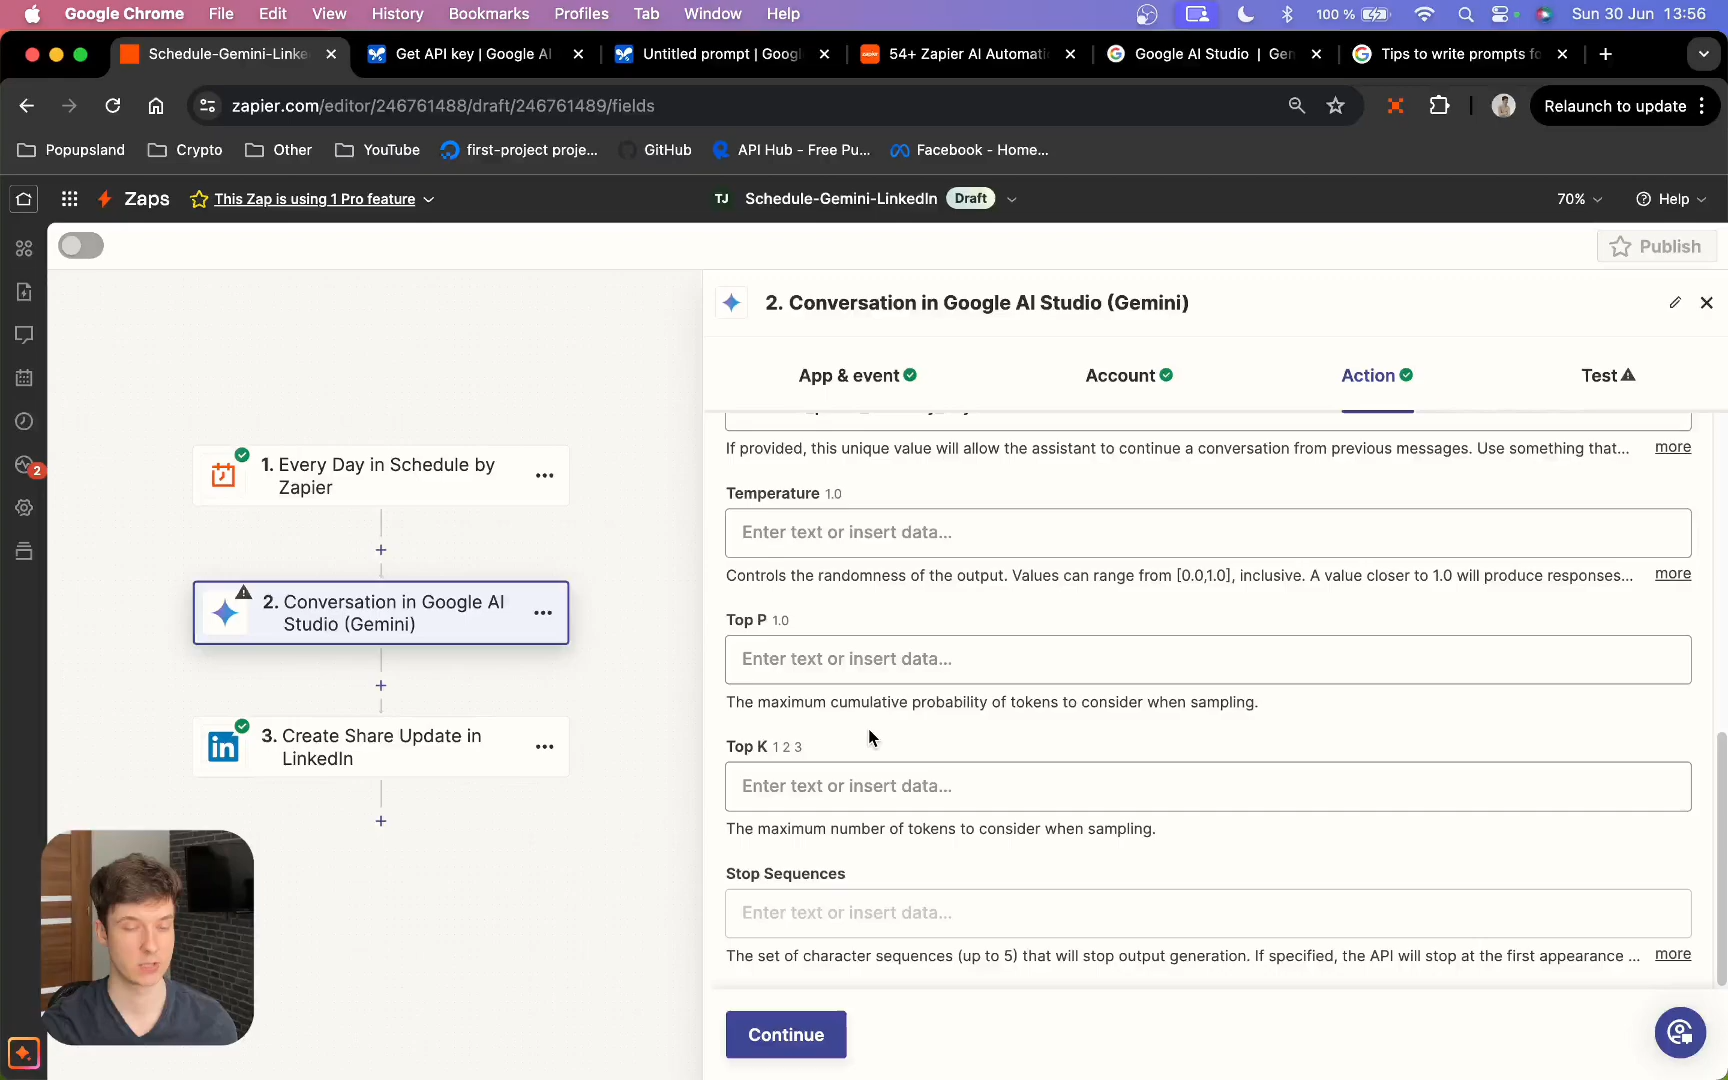 Google Chrome File Edit View History Bookmarks Profiles Tab Window Help 100 % Sun 30 Jun 13:56
Schedule-Gemini-Linke Get API key | Google AI Untitled prompt | Goog 54+ Zapier AI Automati Google AI Studio | Gen Tips to write prompts fo
zapier.com/editor/246761488/draft/246761489/fields Relaunch to update
Popupsland Crypto Other YouTube first-project proje... GitHub API Hub - Free Pu... Facebook - Home...
Zaps This Zap is using 1 Pro feature TJ Schedule-Gemini-LinkedIn Draft 70% Help
Publish
2. Conversation in Google AI Studio (Gemini)
App & event Account Action Test
If provided, this unique value will allow the assistant to continue a conversation from previous messages. Use something that... more
Temperature 1.0
Enter text or insert data...
Controls the randomness of the output. Values can range from [0.0,1.0], inclusive. A value closer to 1.0 will produce responses... more
Top P 1.0
Enter text or insert data...
The maximum cumulative probability of tokens to consider when sampling.
Top K 1 2 3
Enter text or insert data...
The maximum number of tokens to consider when sampling.
Stop Sequences
Enter text or insert data...
The set of character sequences (up to 5) that will stop output generation. If specified, the API will stop at the first appearance ... more
Continue
1. Every Day in Schedule by
Zapier
2. Conversation in Google AI
Studio (Gemini)
3. Create Share Update in
LinkedIn
2